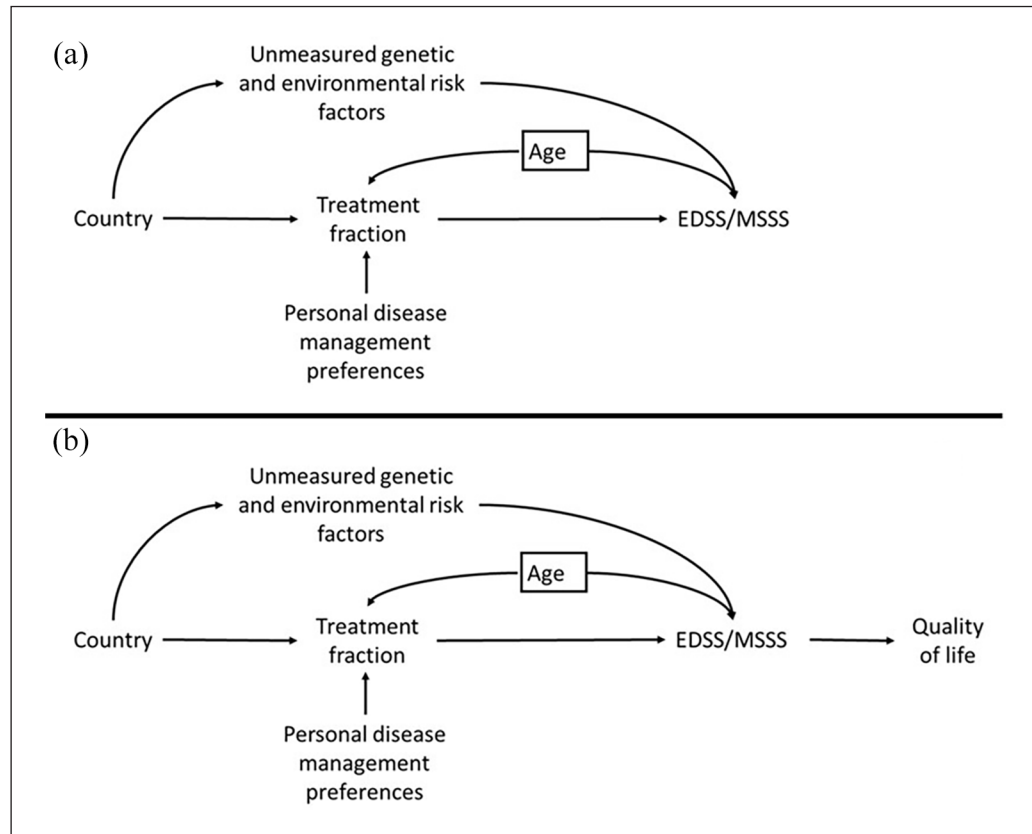 (a)
Unmeasured genetic
and environmental risk
factors
Age
Country
Treatment
fraction
EDSS/MSSS
Personal disease
management
preferences
(b)
Unmeasured genetic
and environmental risk
factors
Age
Country
Treatment
fraction
EDSS/MSSS
Quality
of life
Personal disease
management
preferences